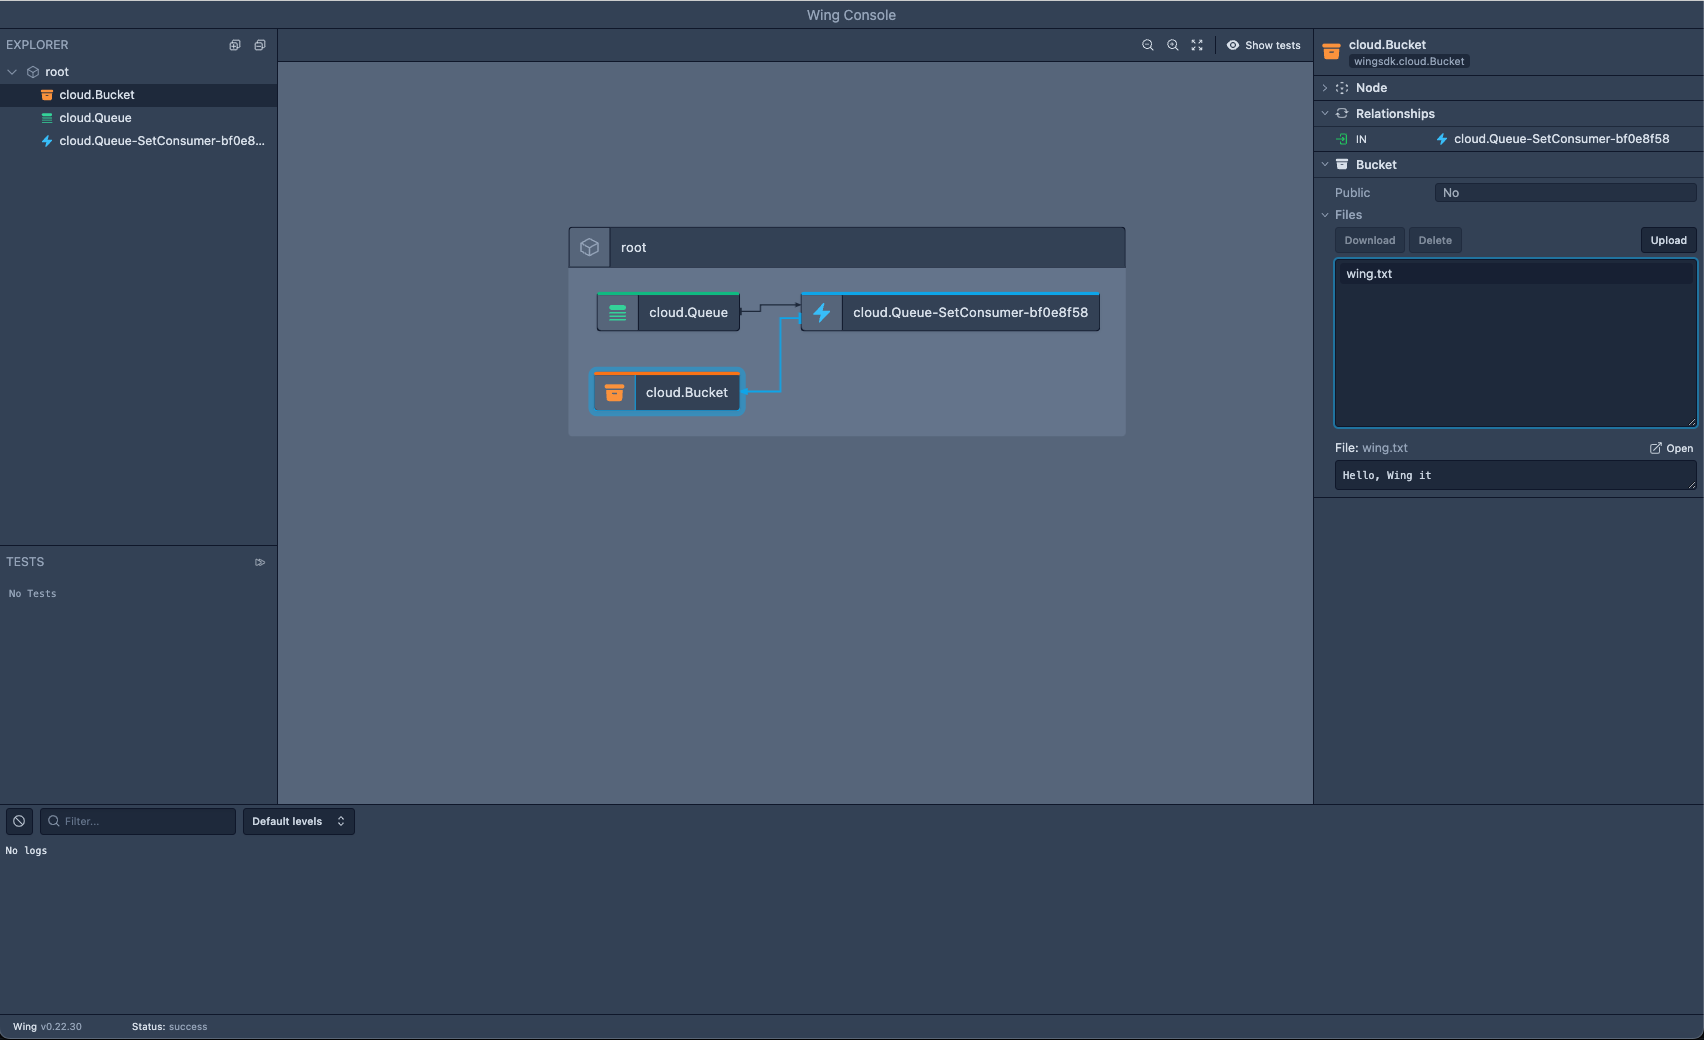 Wing Console
EXPLORER
root
cloud.Bucket
cloud.Queue
cloud.Queue-SetConsumer-bf0e8...
TESTS
No Tests
Show tests
root
cloud.Queue
cloud.Queue-SetConsumer-bf0e8f58
cloud.Bucket
cloud.Bucket
wingsdk.cloud.Bucket
Node
Relationships
IN cloud.Queue-SetConsumer-bf0e8f58
Bucket
Public No
Files
Download Delete Upload
wing.txt
File: wing.txt Open
Hello, Wing it
Filter... Default levels
No logs
Wing v0.22.30 Status: success